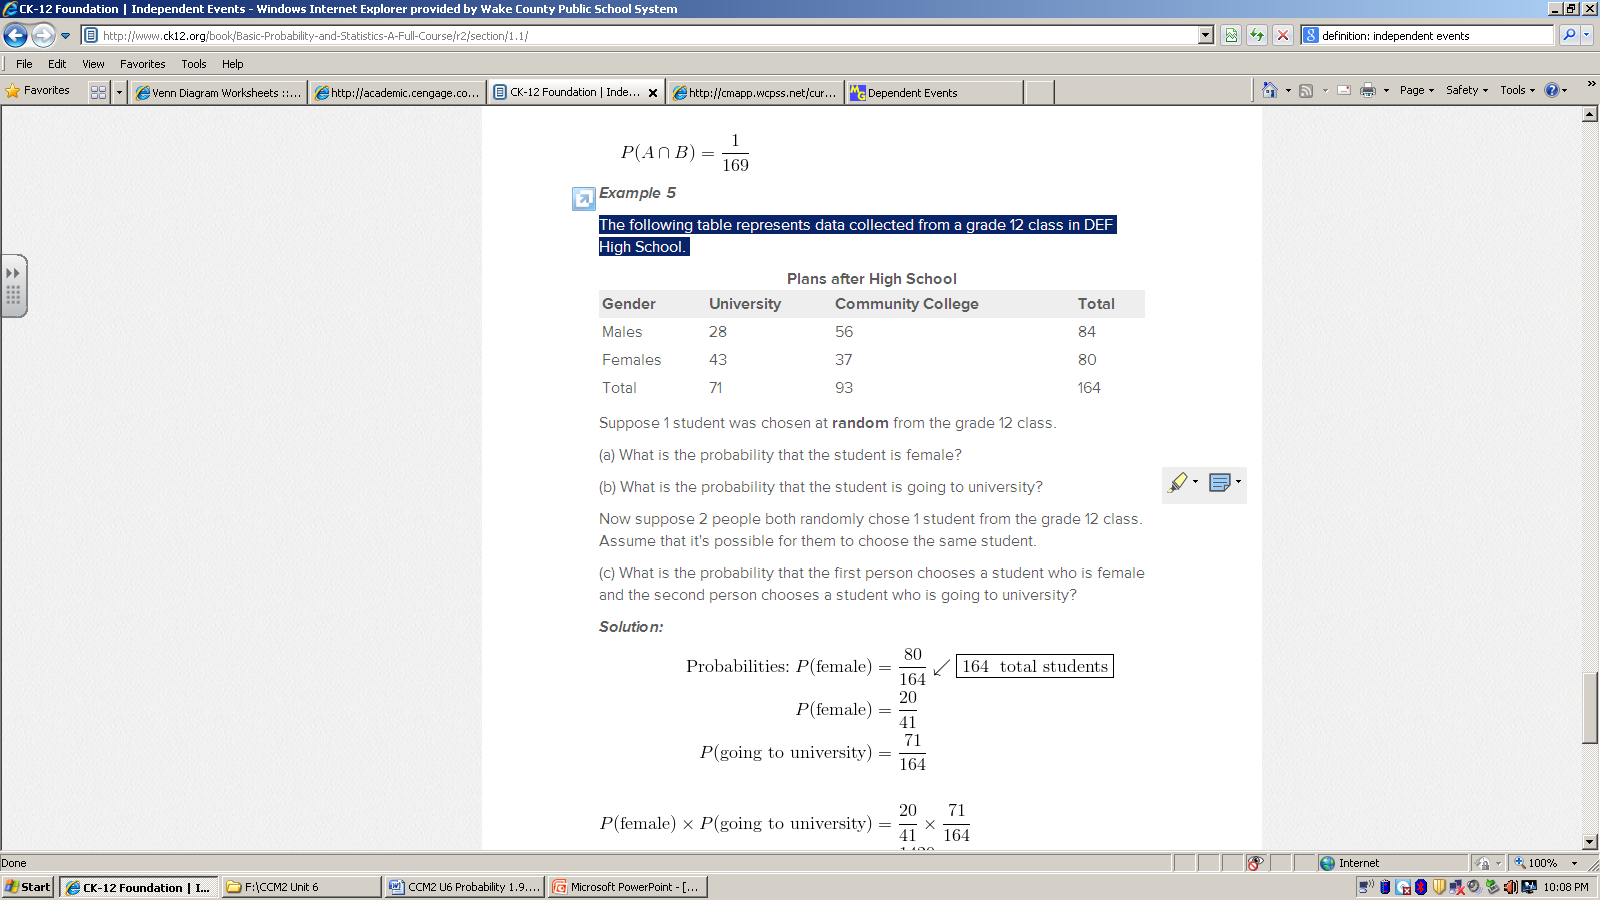 CK-12 Foundation | Independent Events - Windows Internet Explorer provided by Wake County Public School System
http://www.ck12.org/book/Basic-Probability-and-Statistics-A-Full-Course/r2/section/1.1/
definition: independent events
File Edit View Favorites Tools Help
Favorites
Venn Diagram Worksheets ::...
http://academic.cengage.co...
CK-12 Foundation | Inde...
http://cmapp.wcpss.net/cur...
Dependent Events
Page Safety Tools
P(A ∩ B) = 1/169
Example 5
The following table represents data collected from a grade 12 class in DEF
High School.
Plans after High School
Gender University Community College Total
Males 28 56 84
Females 43 37 80
Total 71 93 164
Suppose 1 student was chosen at random from the grade 12 class.
(a) What is the probability that the student is female?
(b) What is the probability that the student is going to university?
Now suppose 2 people both randomly chose 1 student from the grade 12 class.
Assume that it's possible for them to choose the same student.
(c) What is the probability that the first person chooses a student who is female
and the second person chooses a student who is going to university?
Solution:
Probabilities: P(female) = 80/164 ↙ 164 total students
P(female) = 20/41
P(going to university) = 71/164
P(female) × P(going to university) = 20/41 × 71/164
Done
Internet
100%
Start
CK-12 Foundation | I...
F:\CCM2 Unit 6
CCM2 U6 Probability 1.9....
Microsoft PowerPoint - [...
10:08 PM